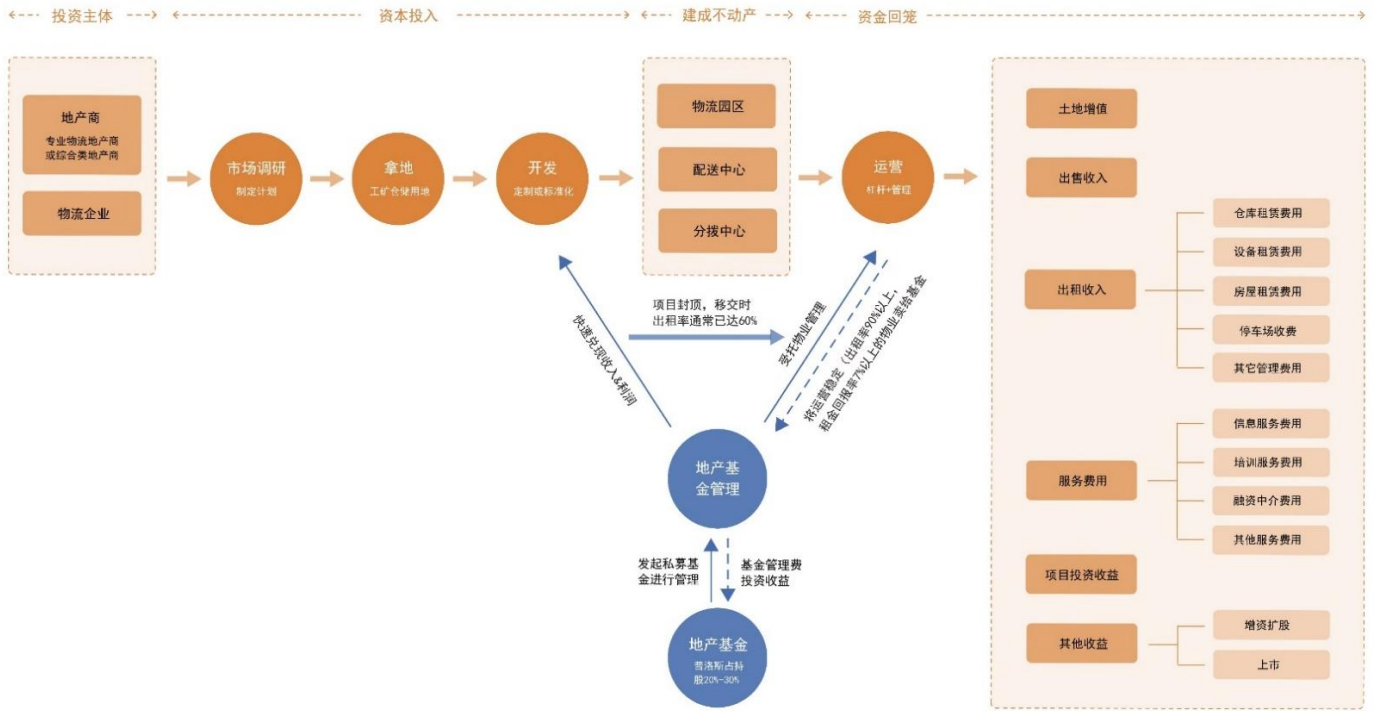 投资主体
资本投入
建成不动产
资金回笼
地产商
专业物流地产商
或综合类地产商
物流企业
市场调研
制定计划
拿地
工矿仓储用地
开发
定制或标准化
物流园区
配送中心
分拨中心
运营
杠杆+管理
土地增值
出售收入
出租收入
仓库租赁费用
设备租赁费用
房屋租赁费用
停车场收费
其它管理费用
服务费用
信息服务费用
培训服务费用
融资中介费用
其他服务费用
项目投资收益
其他收益
增资扩股
上市
快速兑现收入&利润
项目封顶，移交时
出租率通常已达60%
受托物业管理
将运营稳定（出租率90%以上，
租金回报率7%以上的物业卖给基金
地产基
金管理
发起私募基
金进行管理
基金管理费
投资收益
地产基金
普洛斯占持
股20%-30%